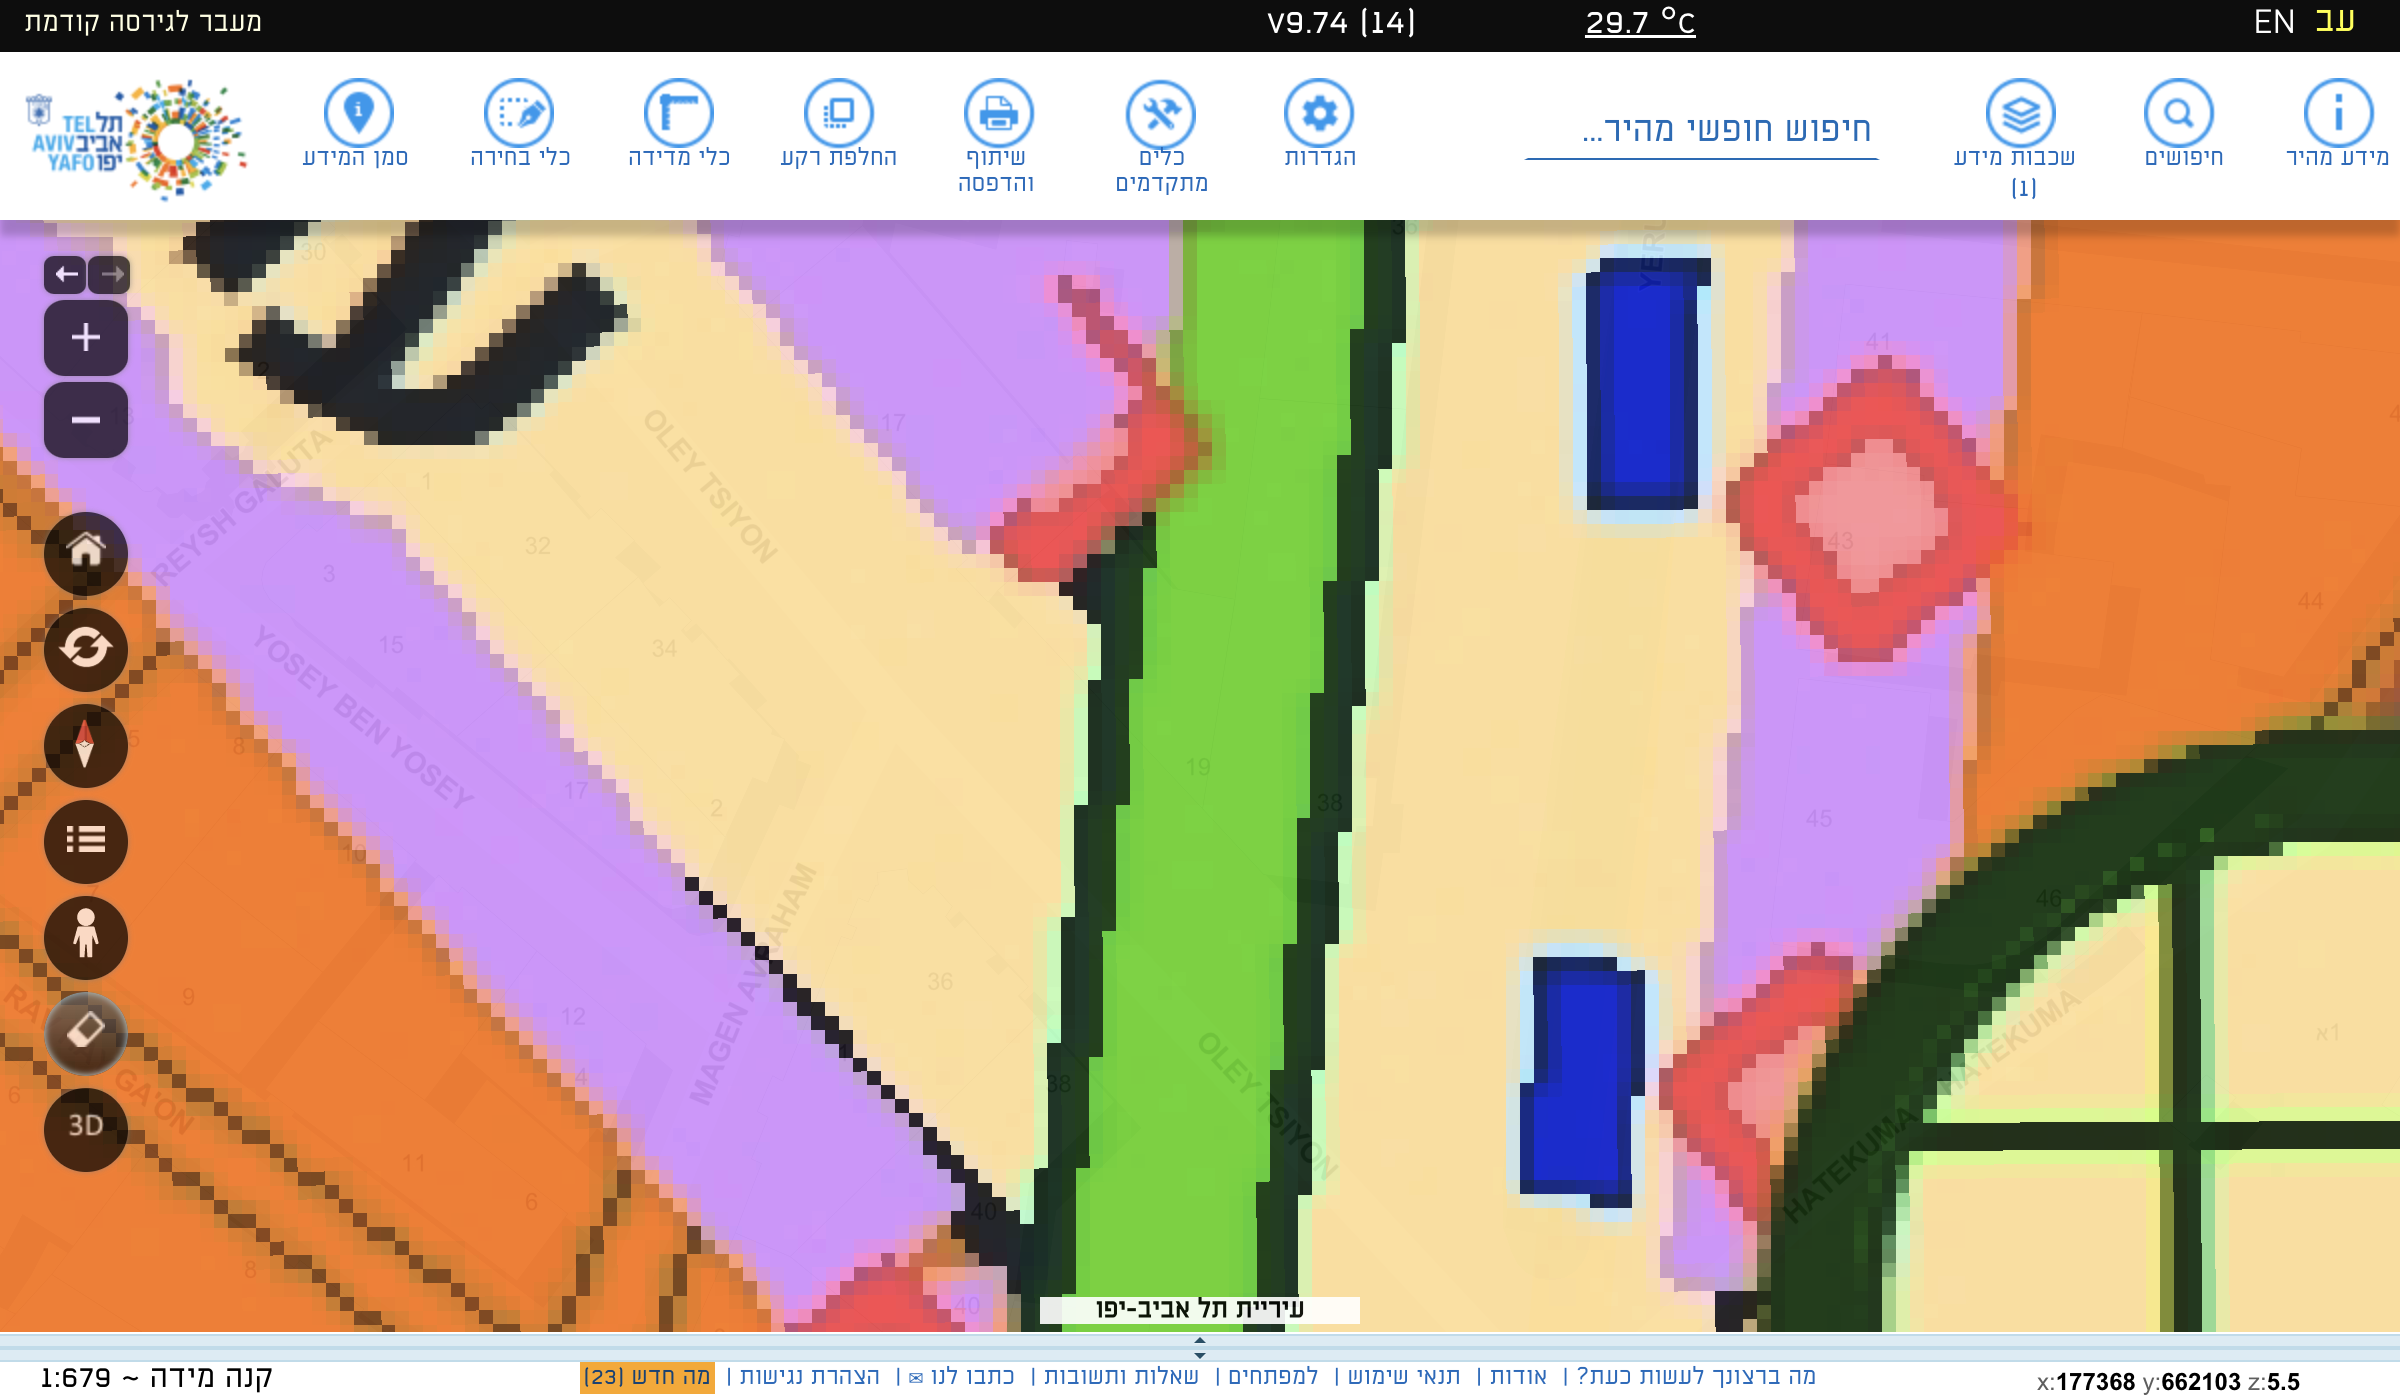 מעבר לגירסה קודמת
V9.74 (14)
29.7 °C
EN עב
תל אביב יפו
TEL AVIV YAFO
סמן המידע
כלי בחירה
כלי מדידה
החלפת רקע
שיתוף והדפסה
כלים מתקדמים
הגדרות
חיפוש חופשי מהיר...
שכבות מידע (1)
חיפושים
מידע מהיר
30
2
13
REYSH GALUTA
1
3
32
OLEY TSIYON
17
36
YERU
41
43
44
15
34
YOSEY BEN YOSEY
5
8
17
2
19
38
45
10
46
9
12
4
MAGEN AVRAHAM
36
1
38
OLEY TSIYON
HATEKUMA
HATEKUMA
1א
6
GA'ON
11
6
8
40
40
3D
עיריית תל אביב-יפו
קנה מידה ~ 1:679
מה ברצונך לעשות כעת? | אודות | תנאי שימוש | למפתחים | שאלות ותשובות | כתבו לנו ✉ | הצהרת נגישות | מה חדש (23)
x:177368 y:662103 z:5.5